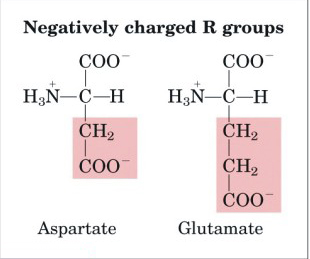 Negatively charged R groups
COO⁻ COO⁻
H₃N⁺—C—H H₃N⁺—C—H
CH₂ CH₂
COO⁻ CH₂
COO⁻
Aspartate Glutamate